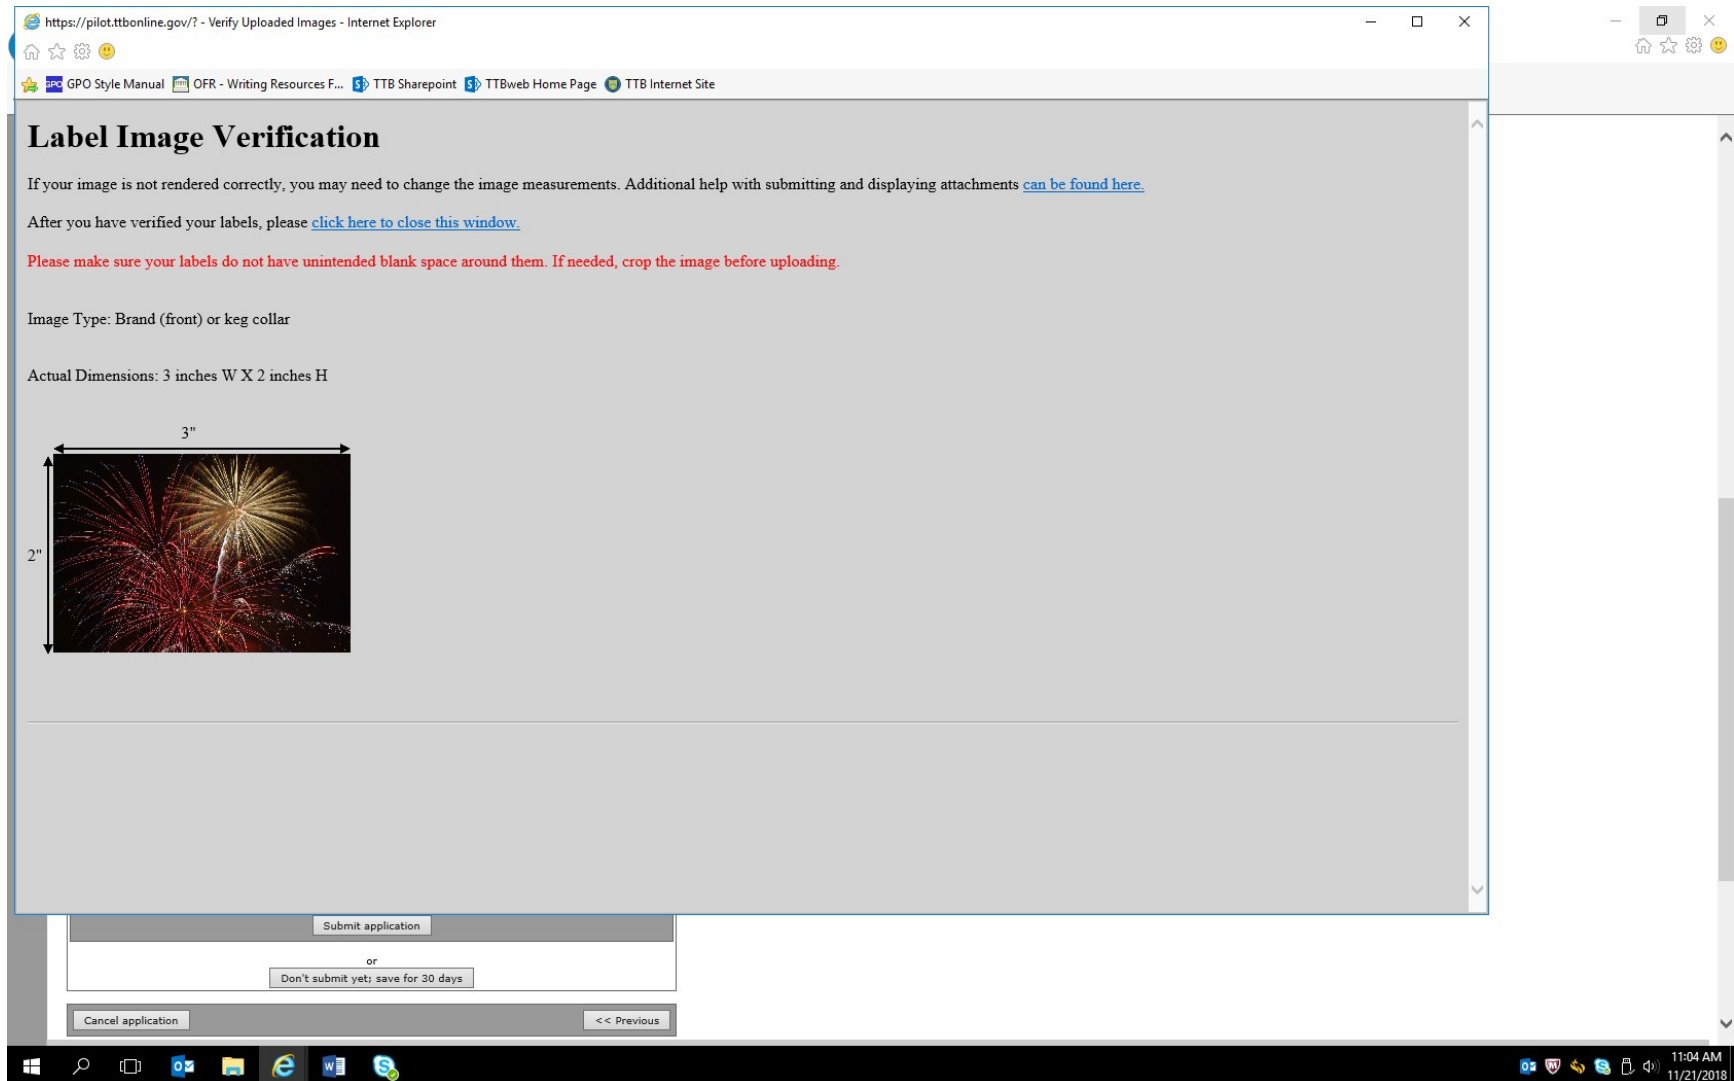 https://pilot.ttbonline.gov/? - Verify Uploaded Images - Internet Explorer
GPO GPO Style Manual OFR - Writing Resources F... TTB Sharepoint TTBweb Home Page TTB Internet Site
Label Image Verification
If your image is not rendered correctly, you may need to change the image measurements. Additional help with submitting and displaying attachments can be found here.
After you have verified your labels, please click here to close this window.
Please make sure your labels do not have unintended blank space around them. If needed, crop the image before uploading.
Image Type: Brand (front) or keg collar
Actual Dimensions: 3 inches W X 2 inches H
3"
2"
Submit application
or
Don't submit yet; save for 30 days
Cancel application << Previous
11:04 AM
11/21/2018